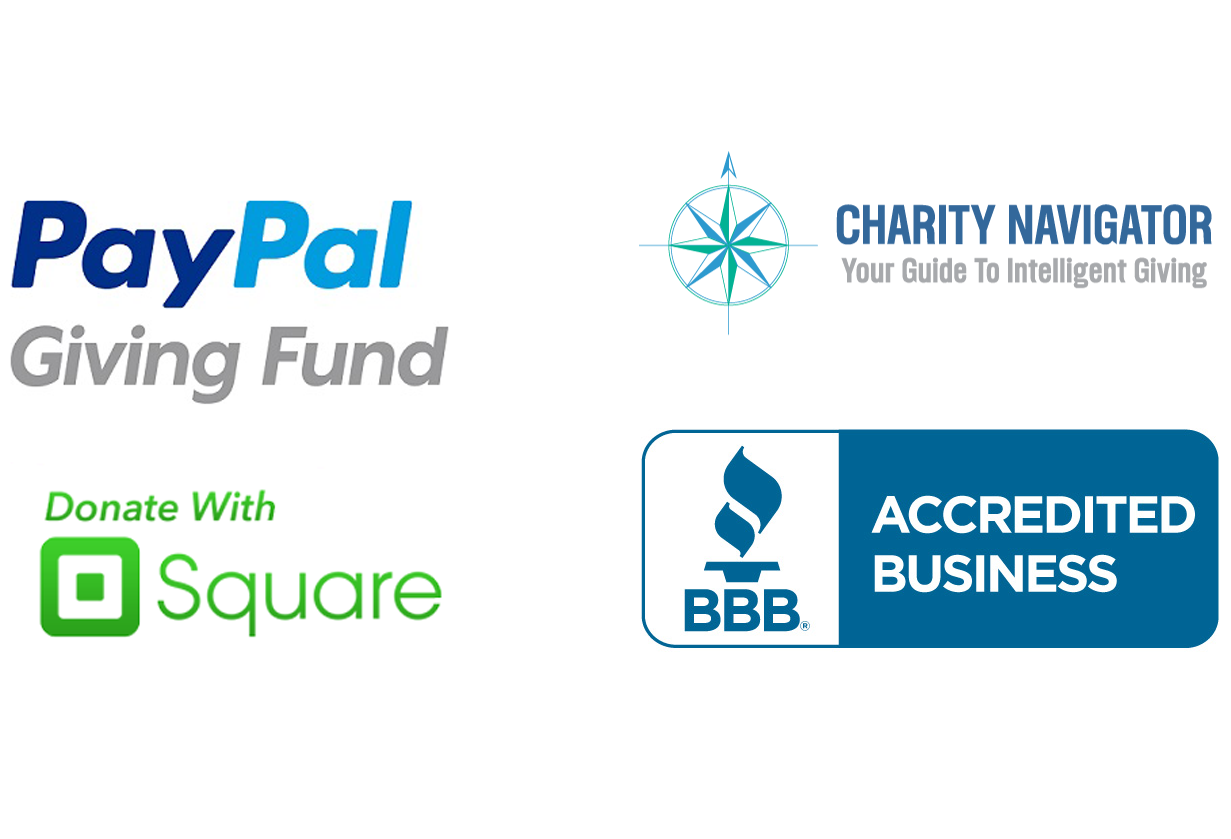 PayPal
Giving Fund
Donate With
Square
CHARITY NAVIGATOR
Your Guide To Intelligent Giving
BBB®
ACCREDITED
BUSINESS